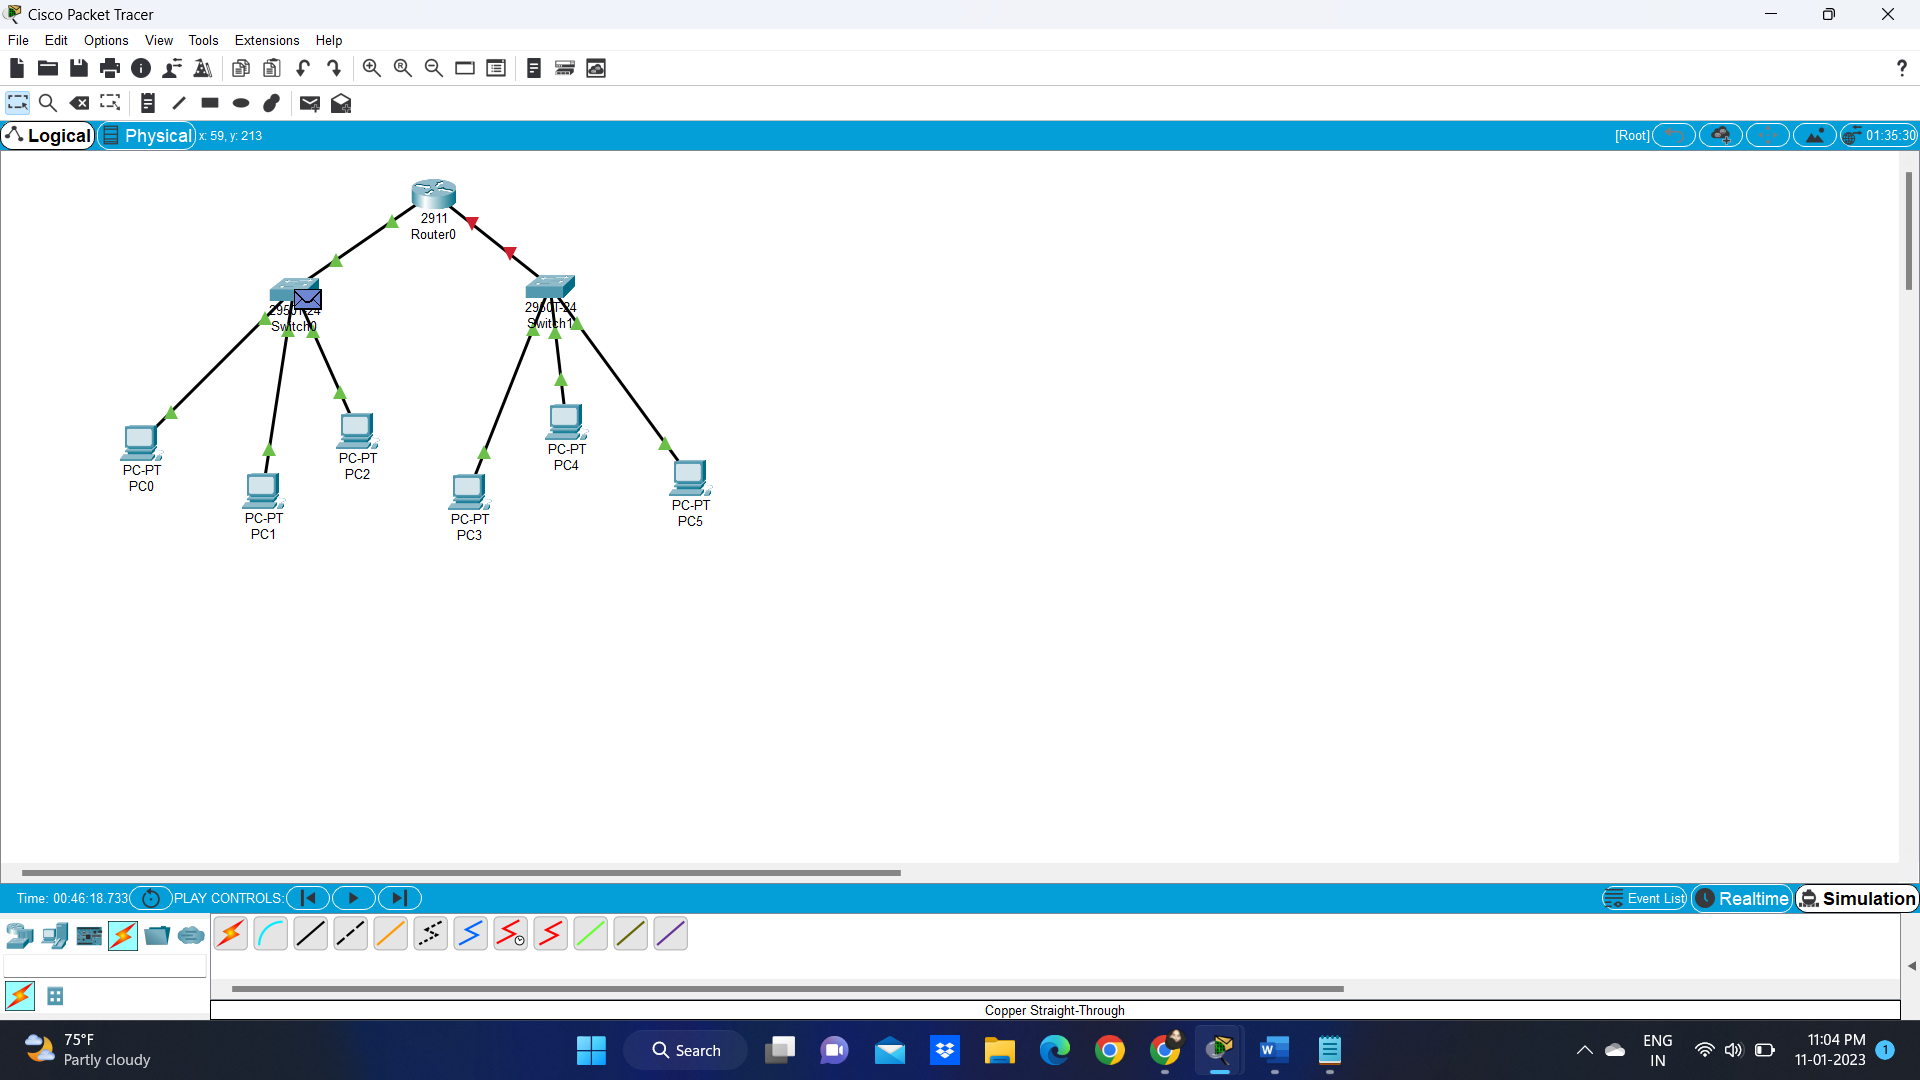 Cisco Packet Tracer
File Edit Options View Tools Extensions Help
?
Logical Physical x: 59, y: 213 [Root] 01:35:30
2911
Router0
2950T-24
Switch0
2960T-24
Switch1
PC-PT
PC4
PC-PT
PC2
PC-PT
PC0
PC-PT
PC5
PC-PT
PC1
PC-PT
PC3
Time: 00:46:18.733 PLAY CONTROLS: Event List Realtime Simulation
Copper Straight-Through
75°F
Partly cloudy
Search
ENG
IN
11:04 PM
11-01-2023
1